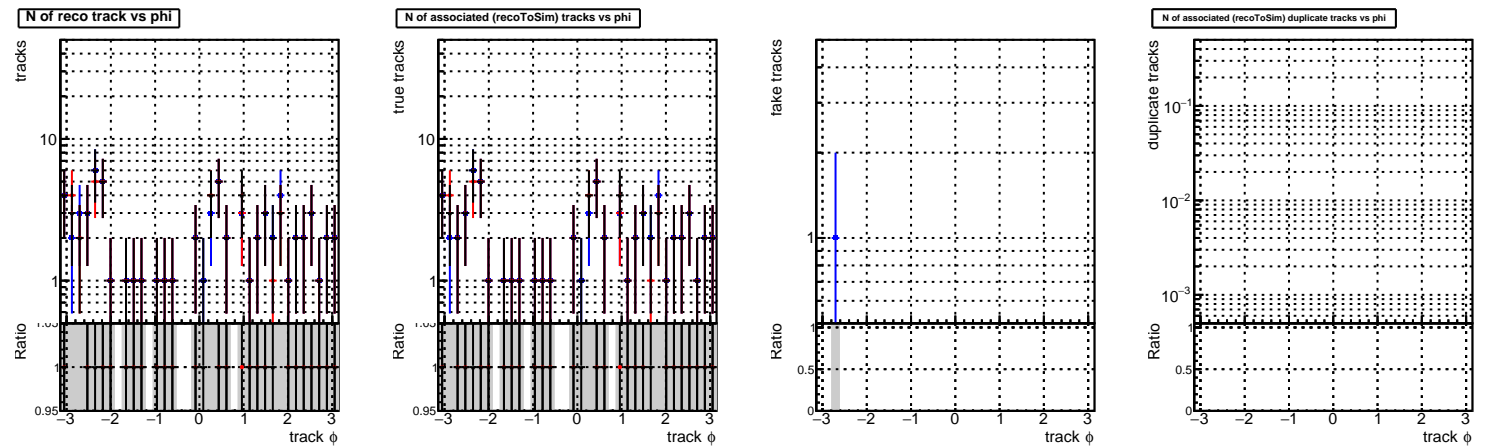 N of reco track vs phi
tracks
10
1
Ratio
1.05
1
0.95
−3 −2 −1 0 1 2 3
track ϕ
N of associated (recoToSim) tracks vs phi
true tracks
10
1
Ratio
1.05
1
0.95
−3 −2 −1 0 1 2 3
track ϕ
fake tracks
1
Ratio
1
0.5
0
−3 −2 −1 0 1 2 3
track ϕ
N of associated (recoToSim) duplicate tracks vs phi
duplicate tracks
10⁻¹
10⁻²
10⁻³
Ratio
1
0.5
0
−3 −2 −1 0 1 2 3
track ϕ